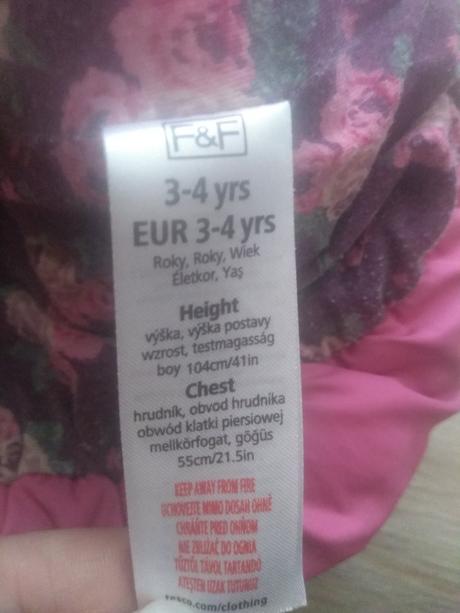 F&F
3-4 yrs
EUR 3-4 yrs
Roky, Roky, Wiek
Életkor, Yaş
Height
výška, výška postavy
wzrost, testmagasság
boy 104cm/41in
Chest
hrudník, obvod hrudníka
obwód klatki piersiowej
mellkörfogat, göğüs
55cm/21.5in
KEEP AWAY FROM FIRE
UCHOVEJTE MIMO DOSAH OHNĚ
CHRÁŇTE PRED OHŇOM
NIE ZBLIŻAĆ DO OGNIA
TŰZTŐL TÁVOL TARTANDÓ
ATEŞTEN UZAK TUTUNUZ
tesco.com/clothing